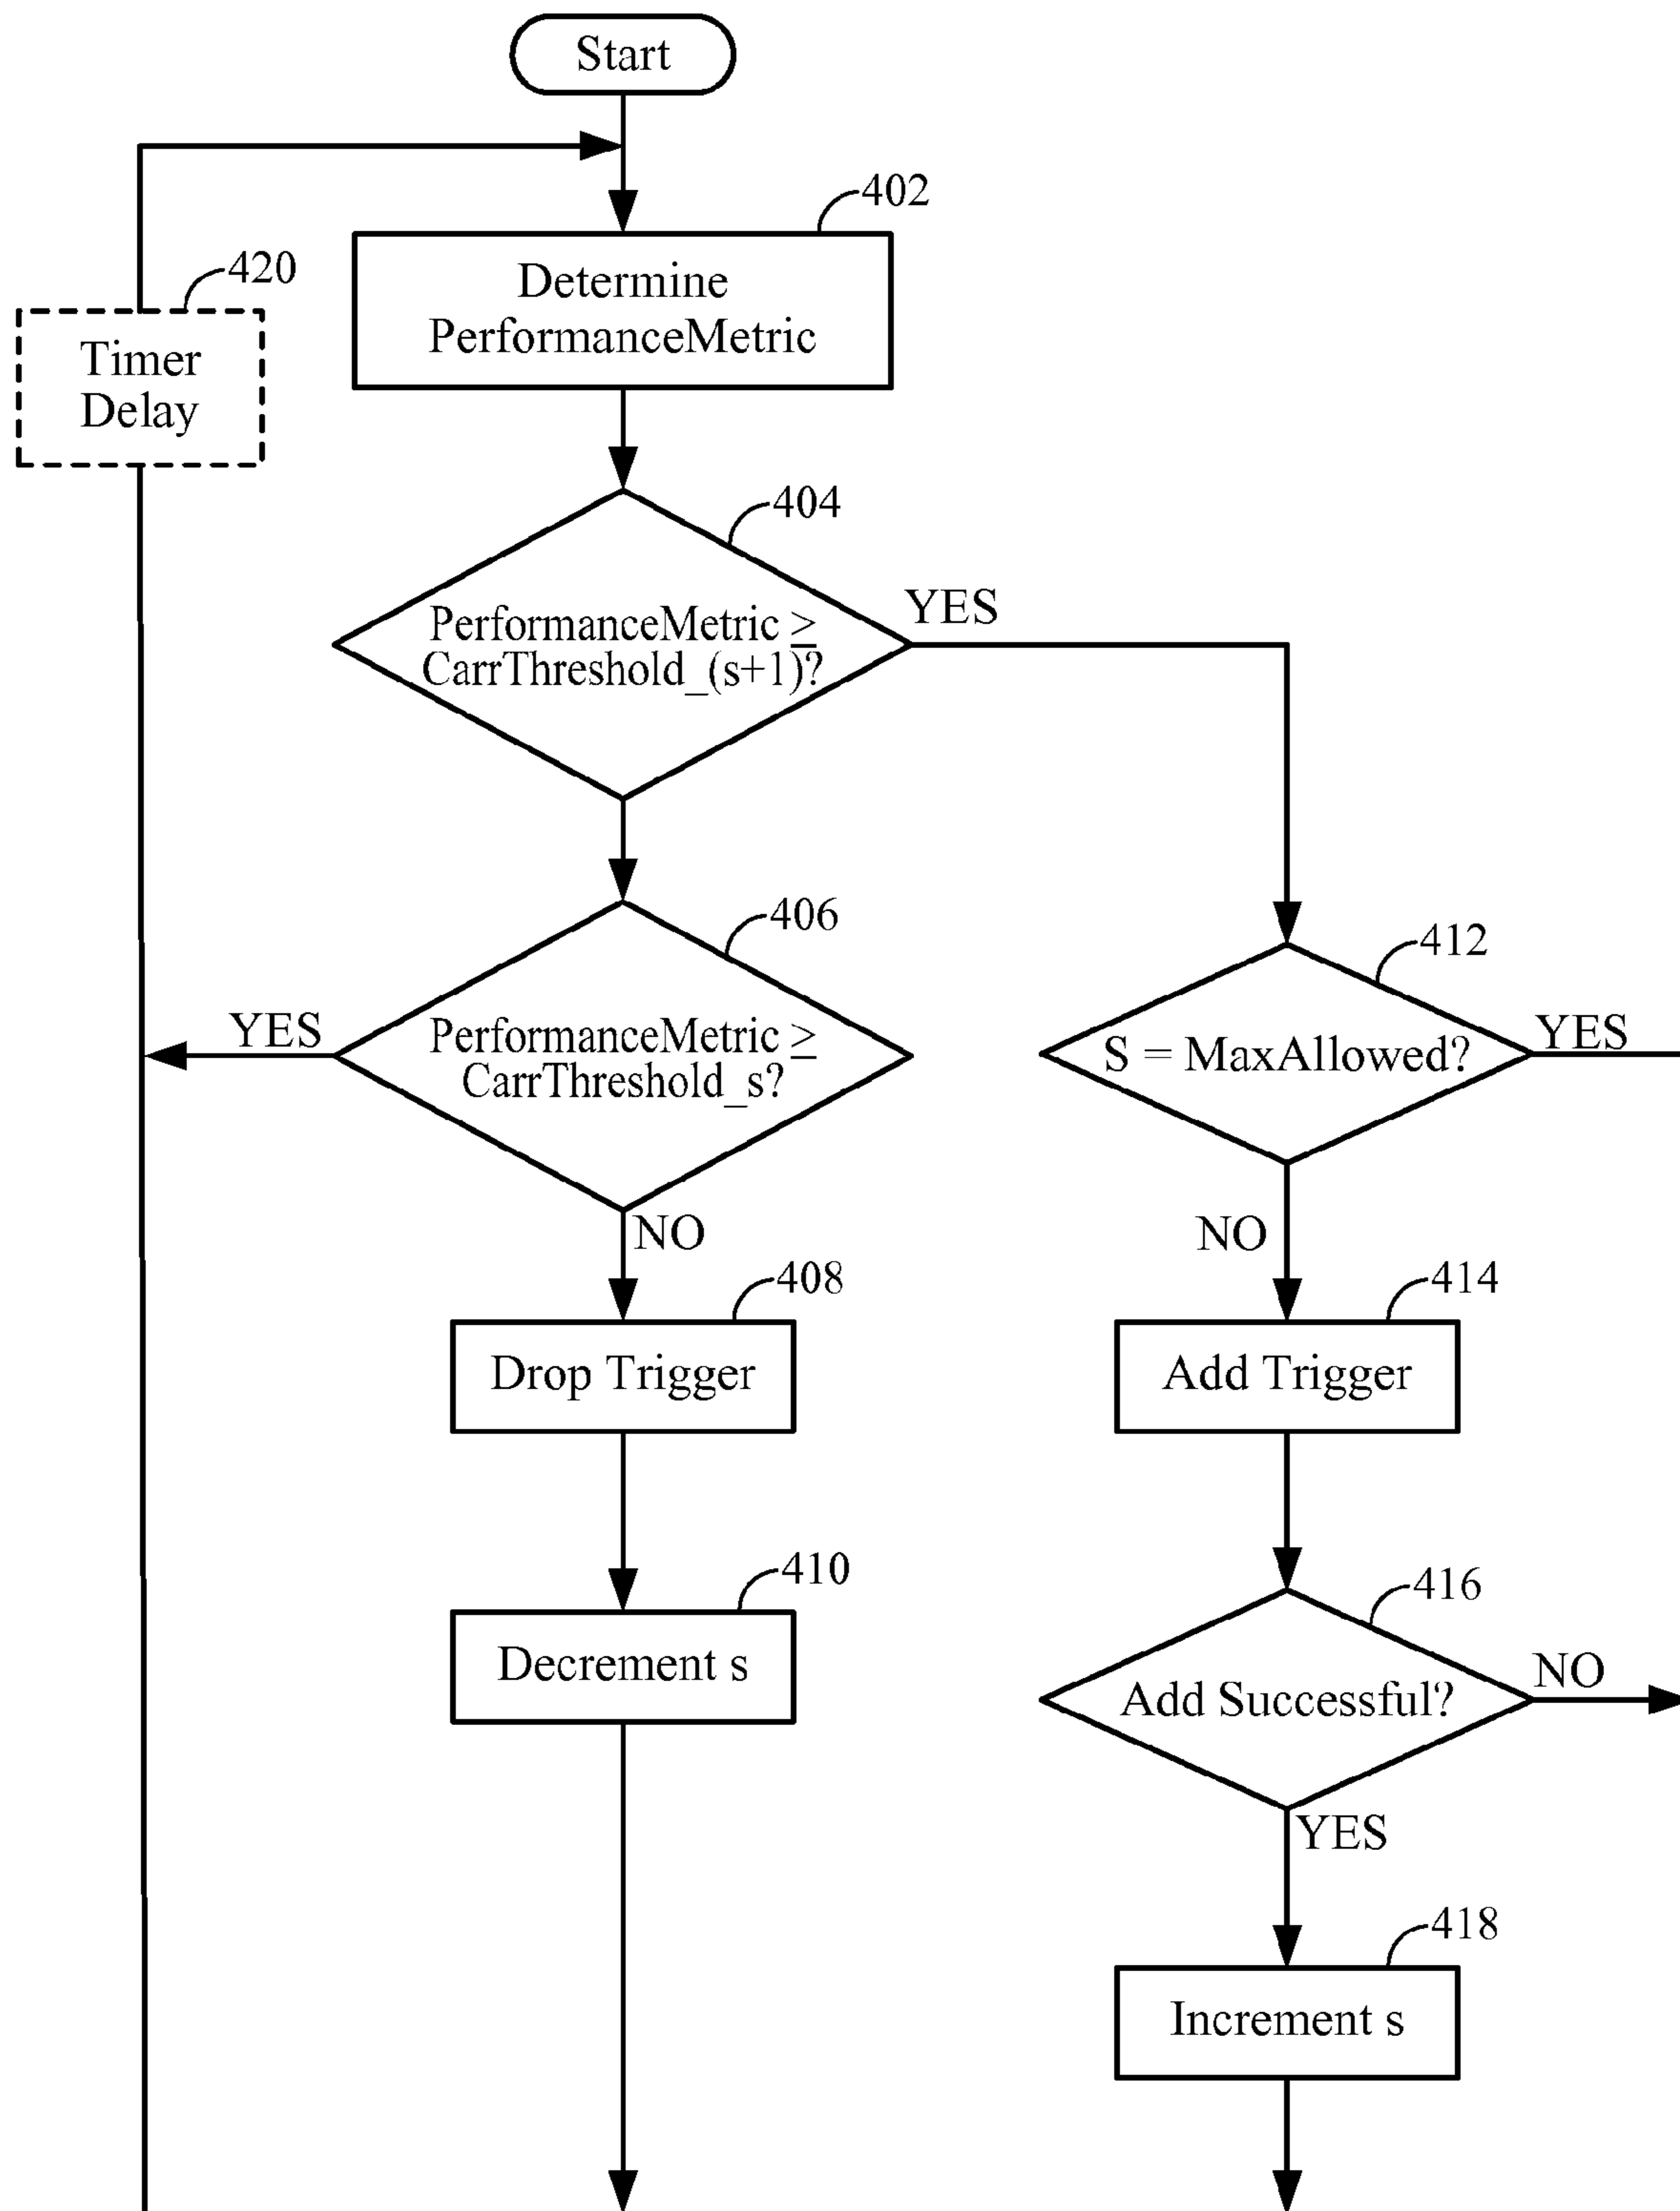 Start
402
Determine
PerformanceMetric
420
Timer
Delay
404
PerformanceMetric ≥
CarrThreshold_(s+1)?
YES
406
PerformanceMetric ≥
CarrThreshold_s?
YES
NO
412
S = MaxAllowed?
YES
NO
408
Drop Trigger
414
Add Trigger
410
Decrement s
416
Add Successful?
NO
YES
418
Increment s